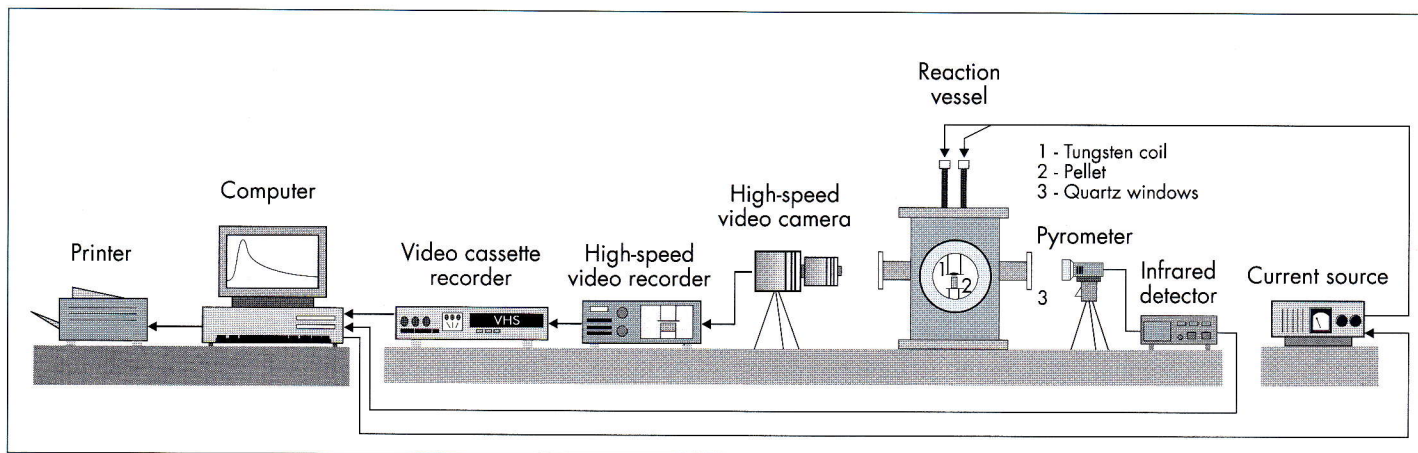 Reaction
vessel
1 - Tungsten coil
2 - Pellet
3 - Quartz windows
Computer
High-speed
video camera
Printer
Video cassette
recorder
High-speed
video recorder
Pyrometer
Infrared
detector
Current source
1
2
3
VHS